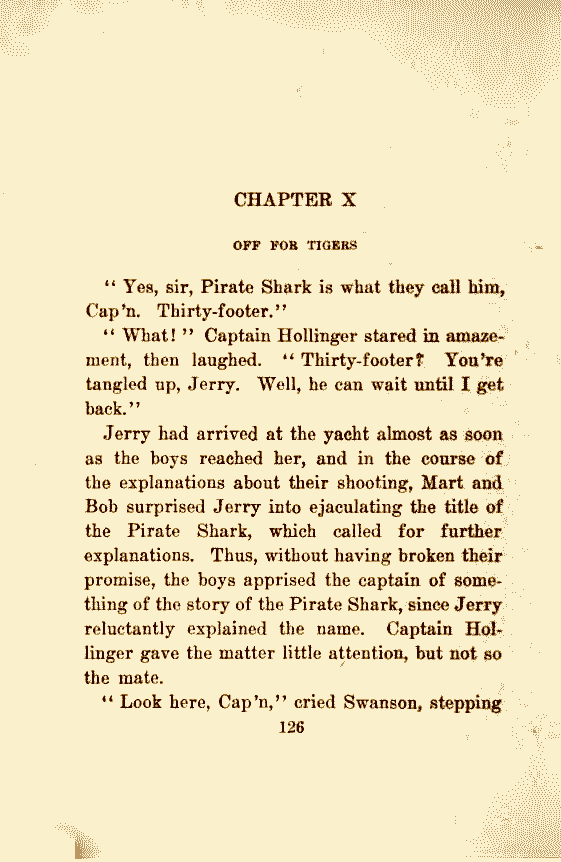 CHAPTER X
OFF FOR TIGERS
“ Yes, sir, Pirate Shark is what they call him,
Cap’n. Thirty-footer.”
“ What! ” Captain Hollinger stared in amaze-
ment, then laughed. “ Thirty-footer? You’re
tangled up, Jerry. Well, he can wait until I get
back.”
Jerry had arrived at the yacht almost as soon
as the boys reached her, and in the course of
the explanations about their shooting, Mart and
Bob surprised Jerry into ejaculating the title of
the Pirate Shark, which called for further
explanations. Thus, without having broken their
promise, the boys apprised the captain of some-
thing of the story of the Pirate Shark, since Jerry
reluctantly explained the name. Captain Hol-
linger gave the matter little attention, but not so
the mate.
“ Look here, Cap’n,” cried Swanson, stepping
126